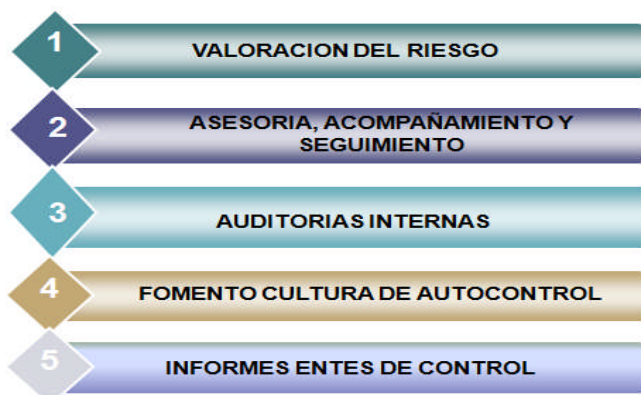 1
VALORACION DEL RIESGO
2
ASESORIA, ACOMPAÑAMIENTO Y
SEGUIMIENTO
3
AUDITORIAS INTERNAS
4
FOMENTO CULTURA DE AUTOCONTROL
5
INFORMES ENTES DE CONTROL